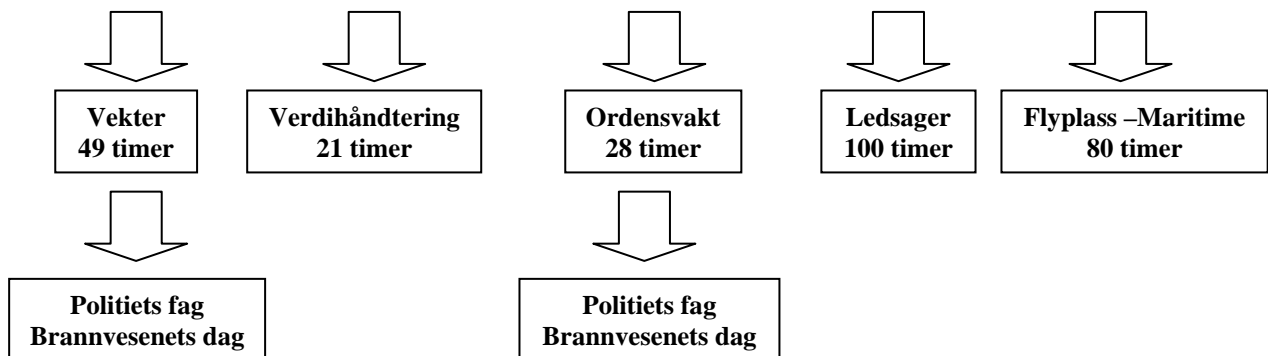 Vekter
49 timer
Verdihåndtering
21 timer
Ordensvakt
28 timer
Ledsager
100 timer
Flyplass –Maritime
80 timer
Politiets fag
Brannvesenets dag
Politiets fag
Brannvesenets dag